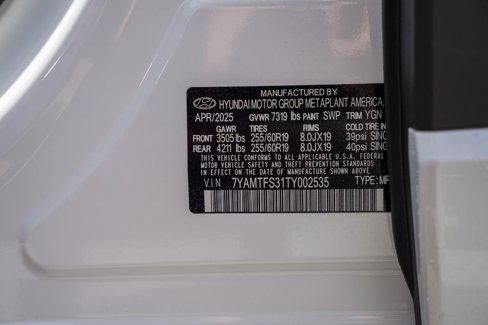 MANUFACTURED BY
HYUNDAI MOTOR GROUP METAPLANT AMERICA,
APR/2025 GVWR 7319 lbs PAINT SWP TRIM YGN
GAWR TIRES RIMS COLD TIRE IN
FRONT 3505 lbs 255/60R19 8.0JX19 39psi SING
REAR 4211 lbs 255/60R19 8.0JX19 40psi SING
THIS VEHICLE CONFORMS TO ALL APPLICABLE U.S.A. FEDERAL
MOTOR VEHICLE SAFETY AND THEFT PREVENTION STANDARDS
IN EFFECT ON THE DATE OF MANUFACTURE SHOWN ABOVE.
V.I.N 7YAMTFS31TY002535 TYPE: MP